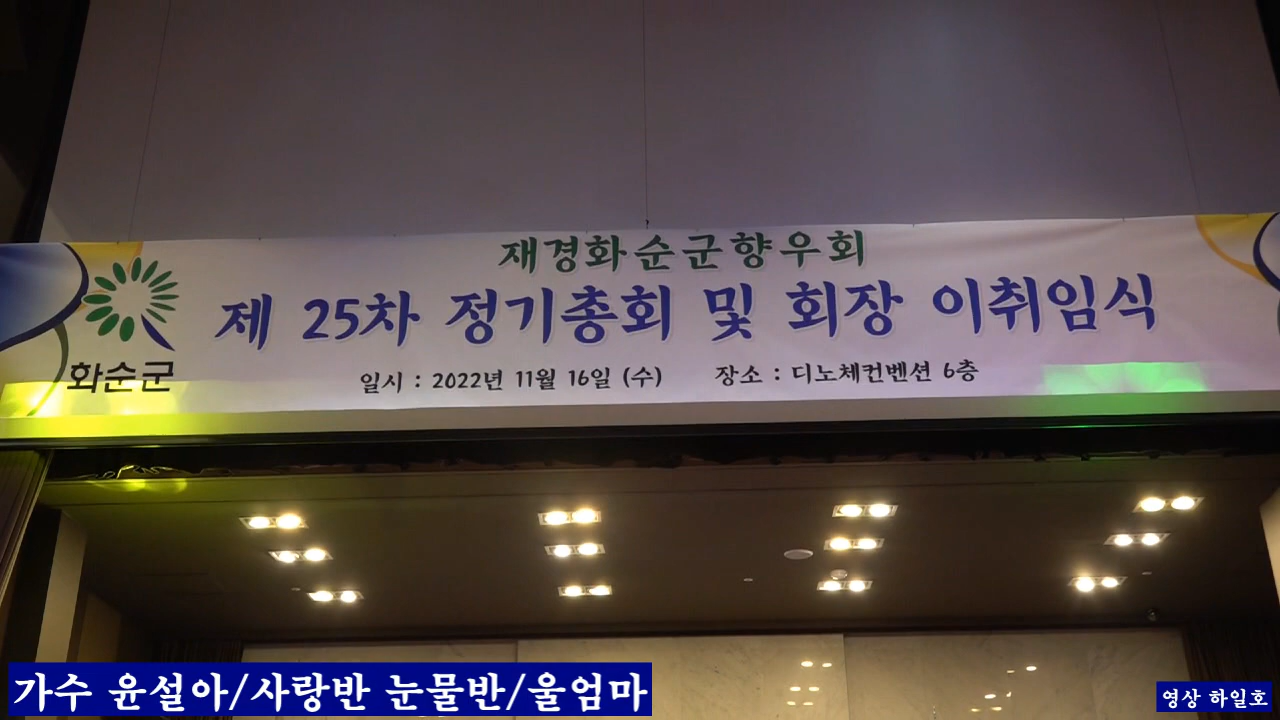 재경화순군향우회
제 25차 정기총회 및 회장 이취임식
화순군
일시 : 2022년 11월 16일 (수) 장소 : 디노체컨벤션 6층
가수 윤설아/사랑반 눈물반/울엄마
영상 하일호